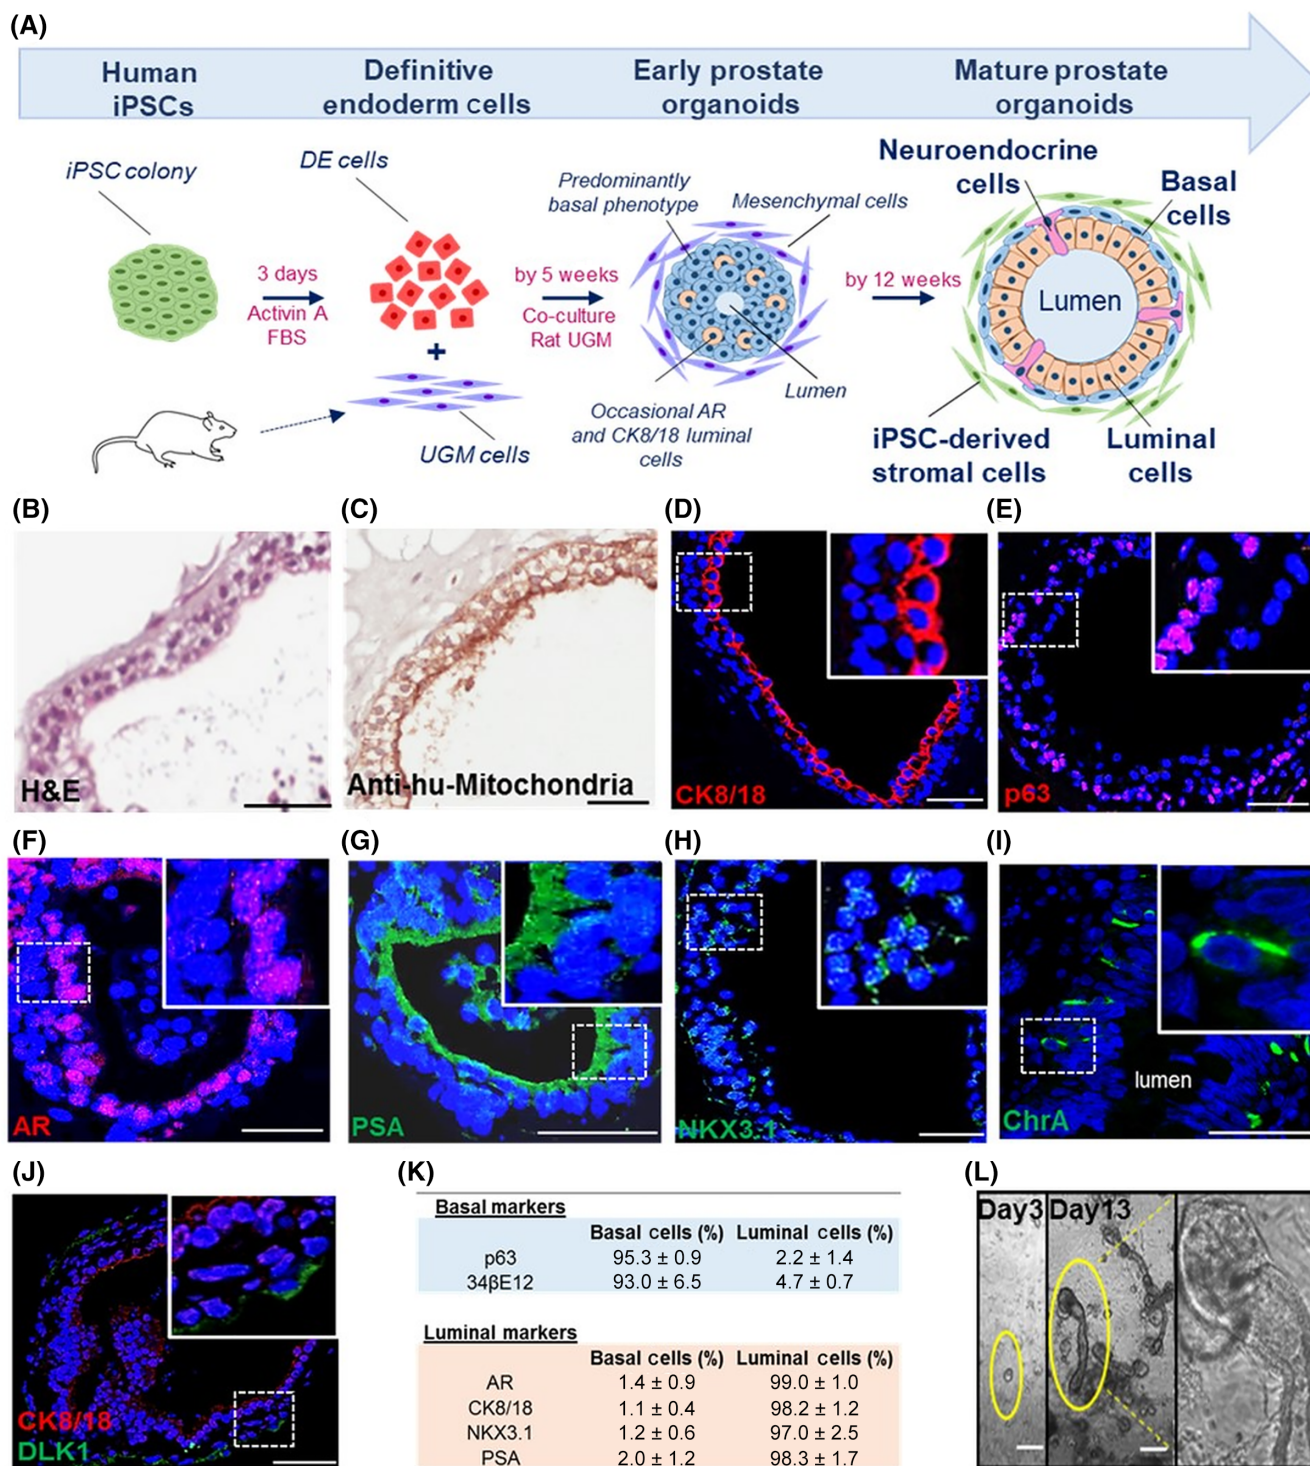 (A)
Human
iPSCs
Definitive
endoderm cells
Early prostate
organoids
Mature prostate
organoids
iPSC colony
DE cells
Predominantly
basal phenotype
Mesenchymal cells
Neuroendocrine
cells
Basal
cells
3 days
Activin A
FBS
by 5 weeks
Co-culture
Rat UGM
by 12 weeks
Lumen
+
Lumen
UGM cells
Occasional AR
and CK8/18 luminal
cells
iPSC-derived
stromal cells
Luminal
cells
(B)
(C)
(D)
(E)
H&E
Anti-hu-Mitochondria
CK8/18
p63
(F)
(G)
(H)
(I)
AR
PSA
NKX3.1
lumen
ChrA
(J)
(K)
(L)
CK8/18
DLK1
Basal markers
Basal cells (%) Luminal cells (%)
p63 95.3 ± 0.9 2.2 ± 1.4
34βE12 93.0 ± 6.5 4.7 ± 0.7
Luminal markers
Basal cells (%) Luminal cells (%)
AR 1.4 ± 0.9 99.0 ± 1.0
CK8/18 1.1 ± 0.4 98.2 ± 1.2
NKX3.1 1.2 ± 0.6 97.0 ± 2.5
PSA 2.0 ± 1.2 98.3 ± 1.7
Day3 Day13